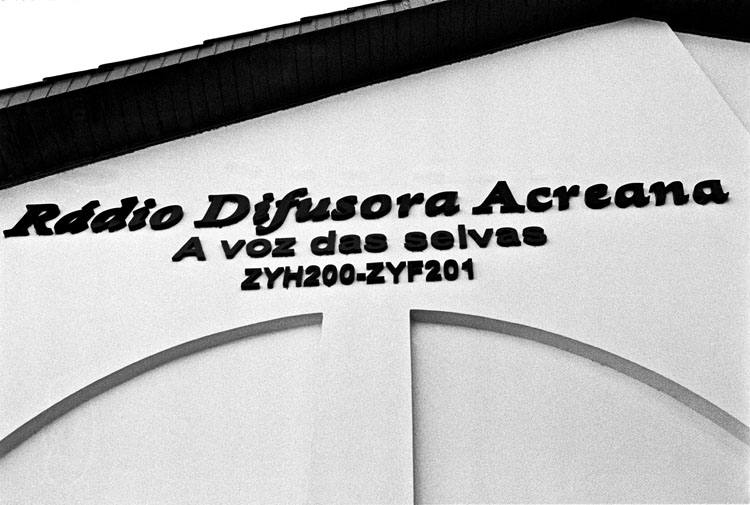 Rádio Difusora Acreana
A voz das selvas
ZYH200-ZYF201